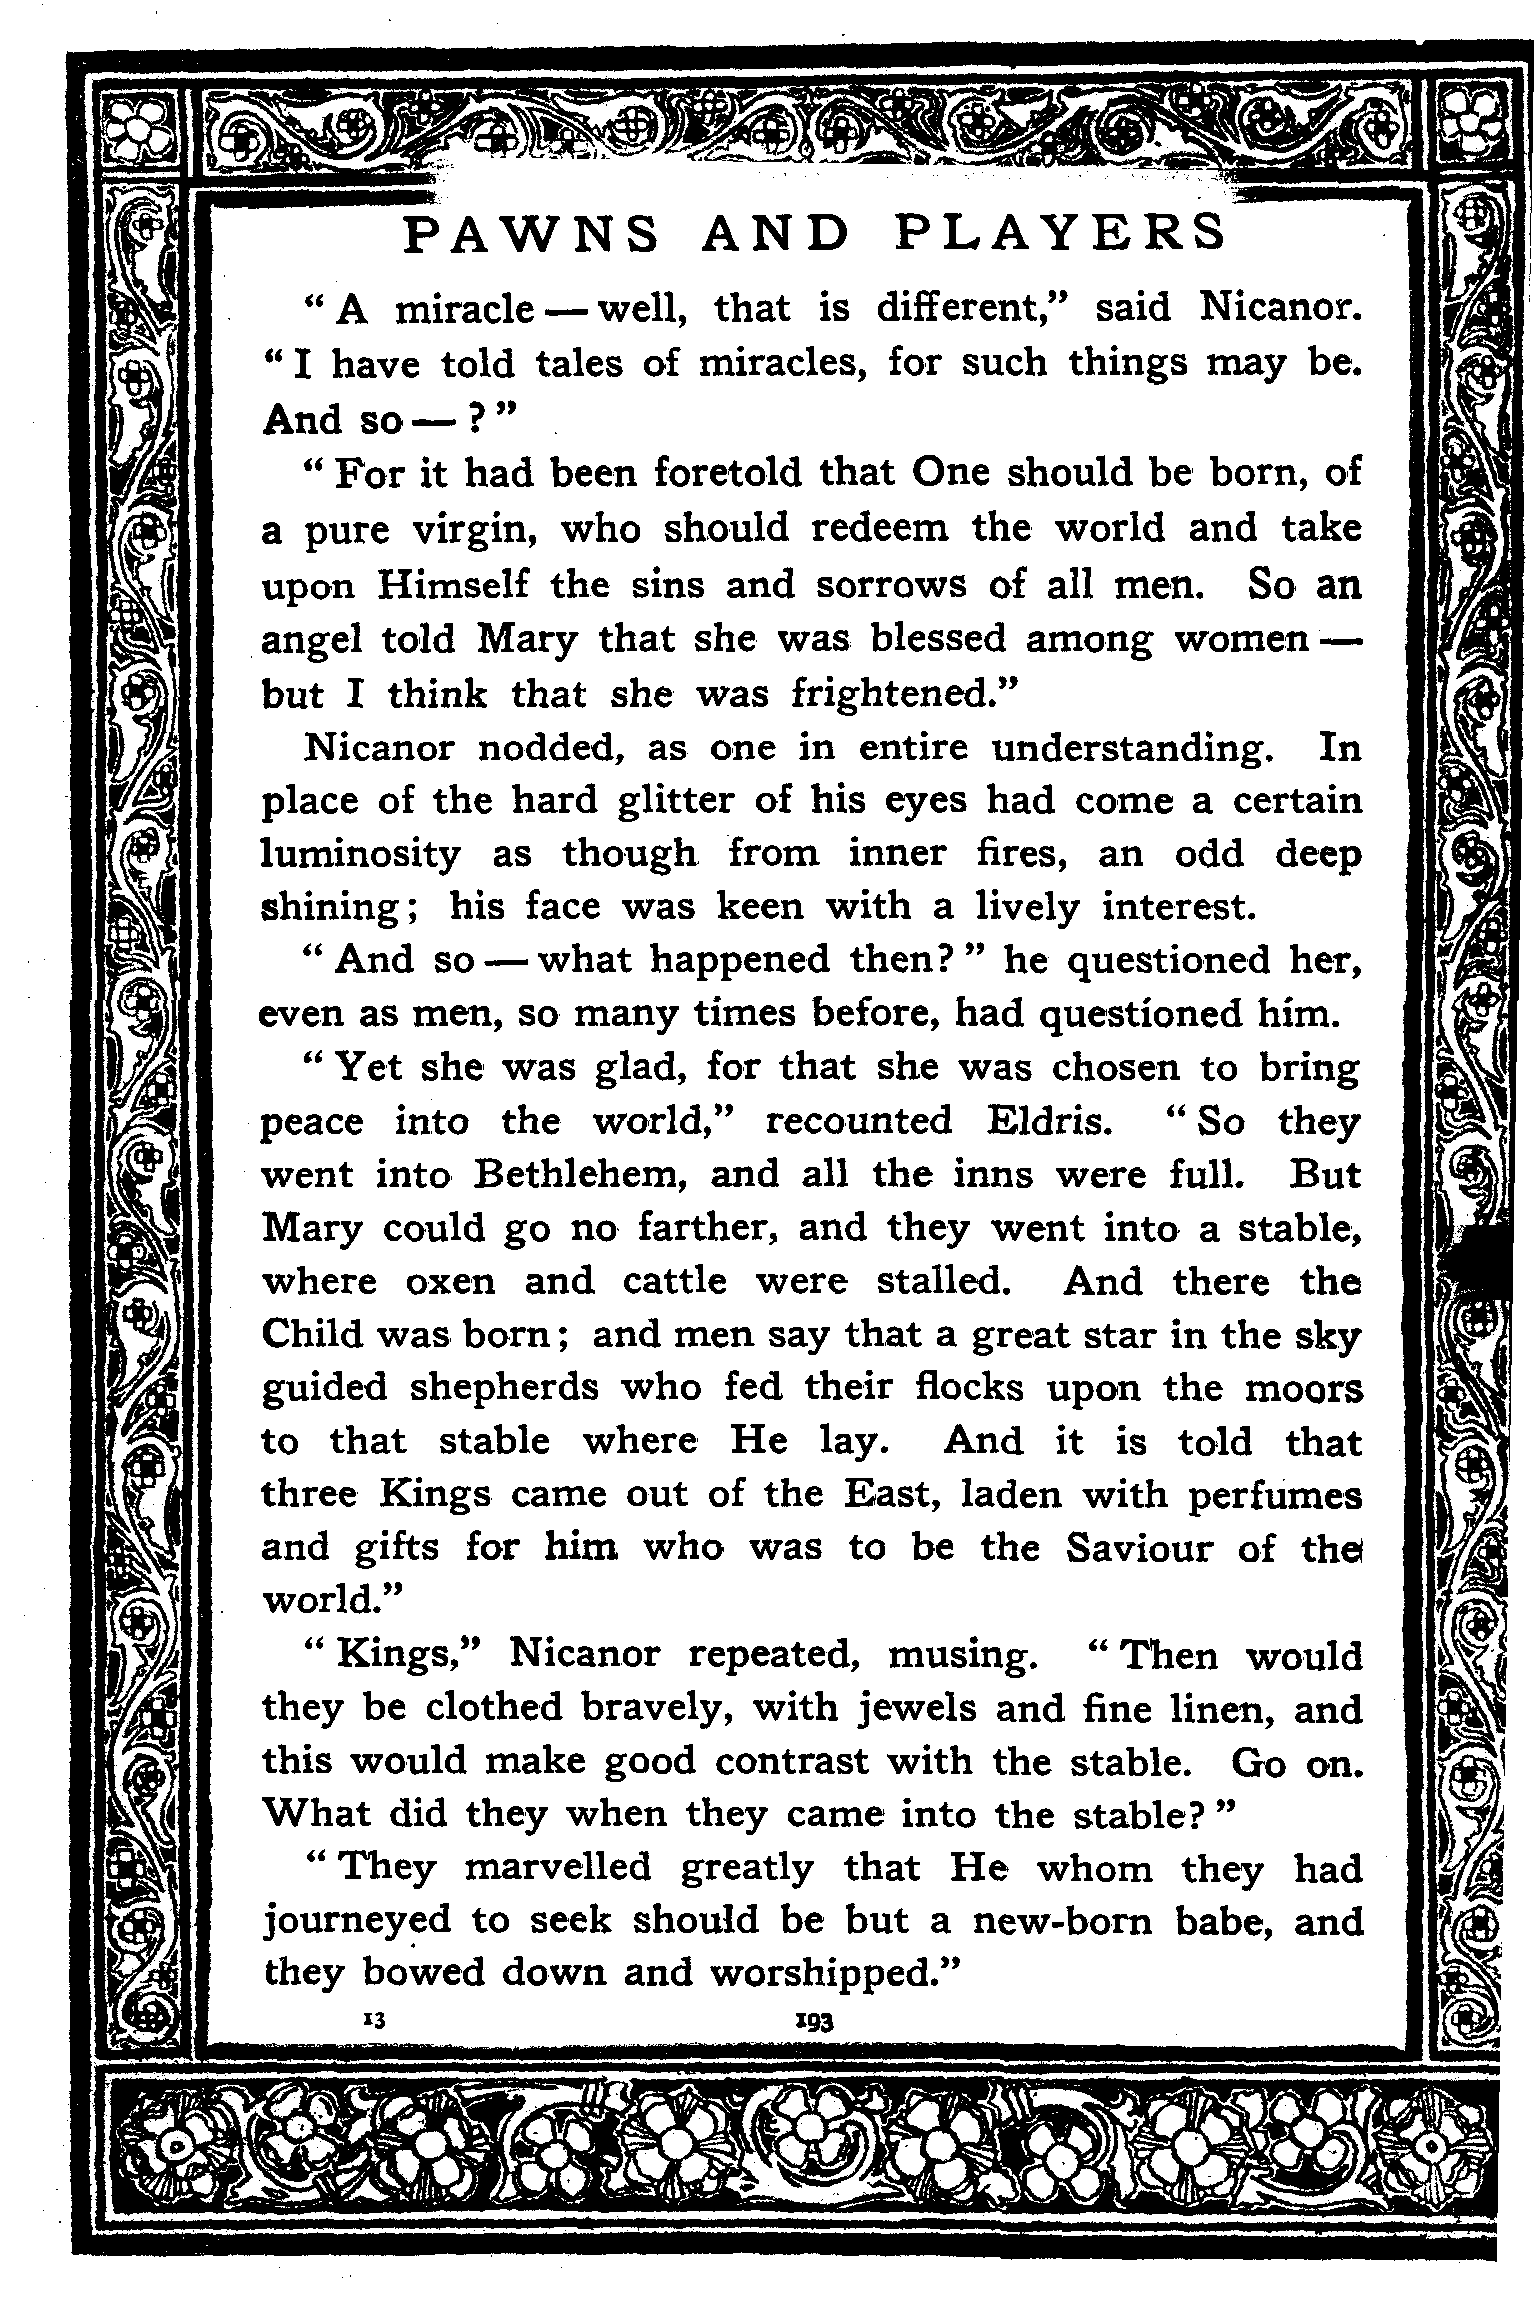 PAWNS AND PLAYERS
“ A miracle — well, that is different,” said Nicanor.
“ I have told tales of miracles, for such things may be.
And so — ? ”
“ For it had been foretold that One should be born, of
a pure virgin, who should redeem the world and take
upon Himself the sins and sorrows of all men. So an
angel told Mary that she was blessed among women —
but I think that she was frightened.”
Nicanor nodded, as one in entire understanding. In
place of the hard glitter of his eyes had come a certain
luminosity as though from inner fires, an odd deep
shining; his face was keen with a lively interest.
“ And so — what happened then? ” he questioned her,
even as men, so many times before, had questioned him.
“ Yet she was glad, for that she was chosen to bring
peace into the world,” recounted Eldris. “ So they
went into Bethlehem, and all the inns were full. But
Mary could go no farther, and they went into a stable,
where oxen and cattle were stalled. And there the
Child was born; and men say that a great star in the sky
guided shepherds who fed their flocks upon the moors
to that stable where He lay. And it is told that
three Kings came out of the East, laden with perfumes
and gifts for him who was to be the Saviour of the
world.”
“ Kings,” Nicanor repeated, musing. “ Then would
they be clothed bravely, with jewels and fine linen, and
this would make good contrast with the stable. Go on.
What did they when they came into the stable? ”
“ They marvelled greatly that He whom they had
journeyed to seek should be but a new-born babe, and
they bowed down and worshipped.”
13 193